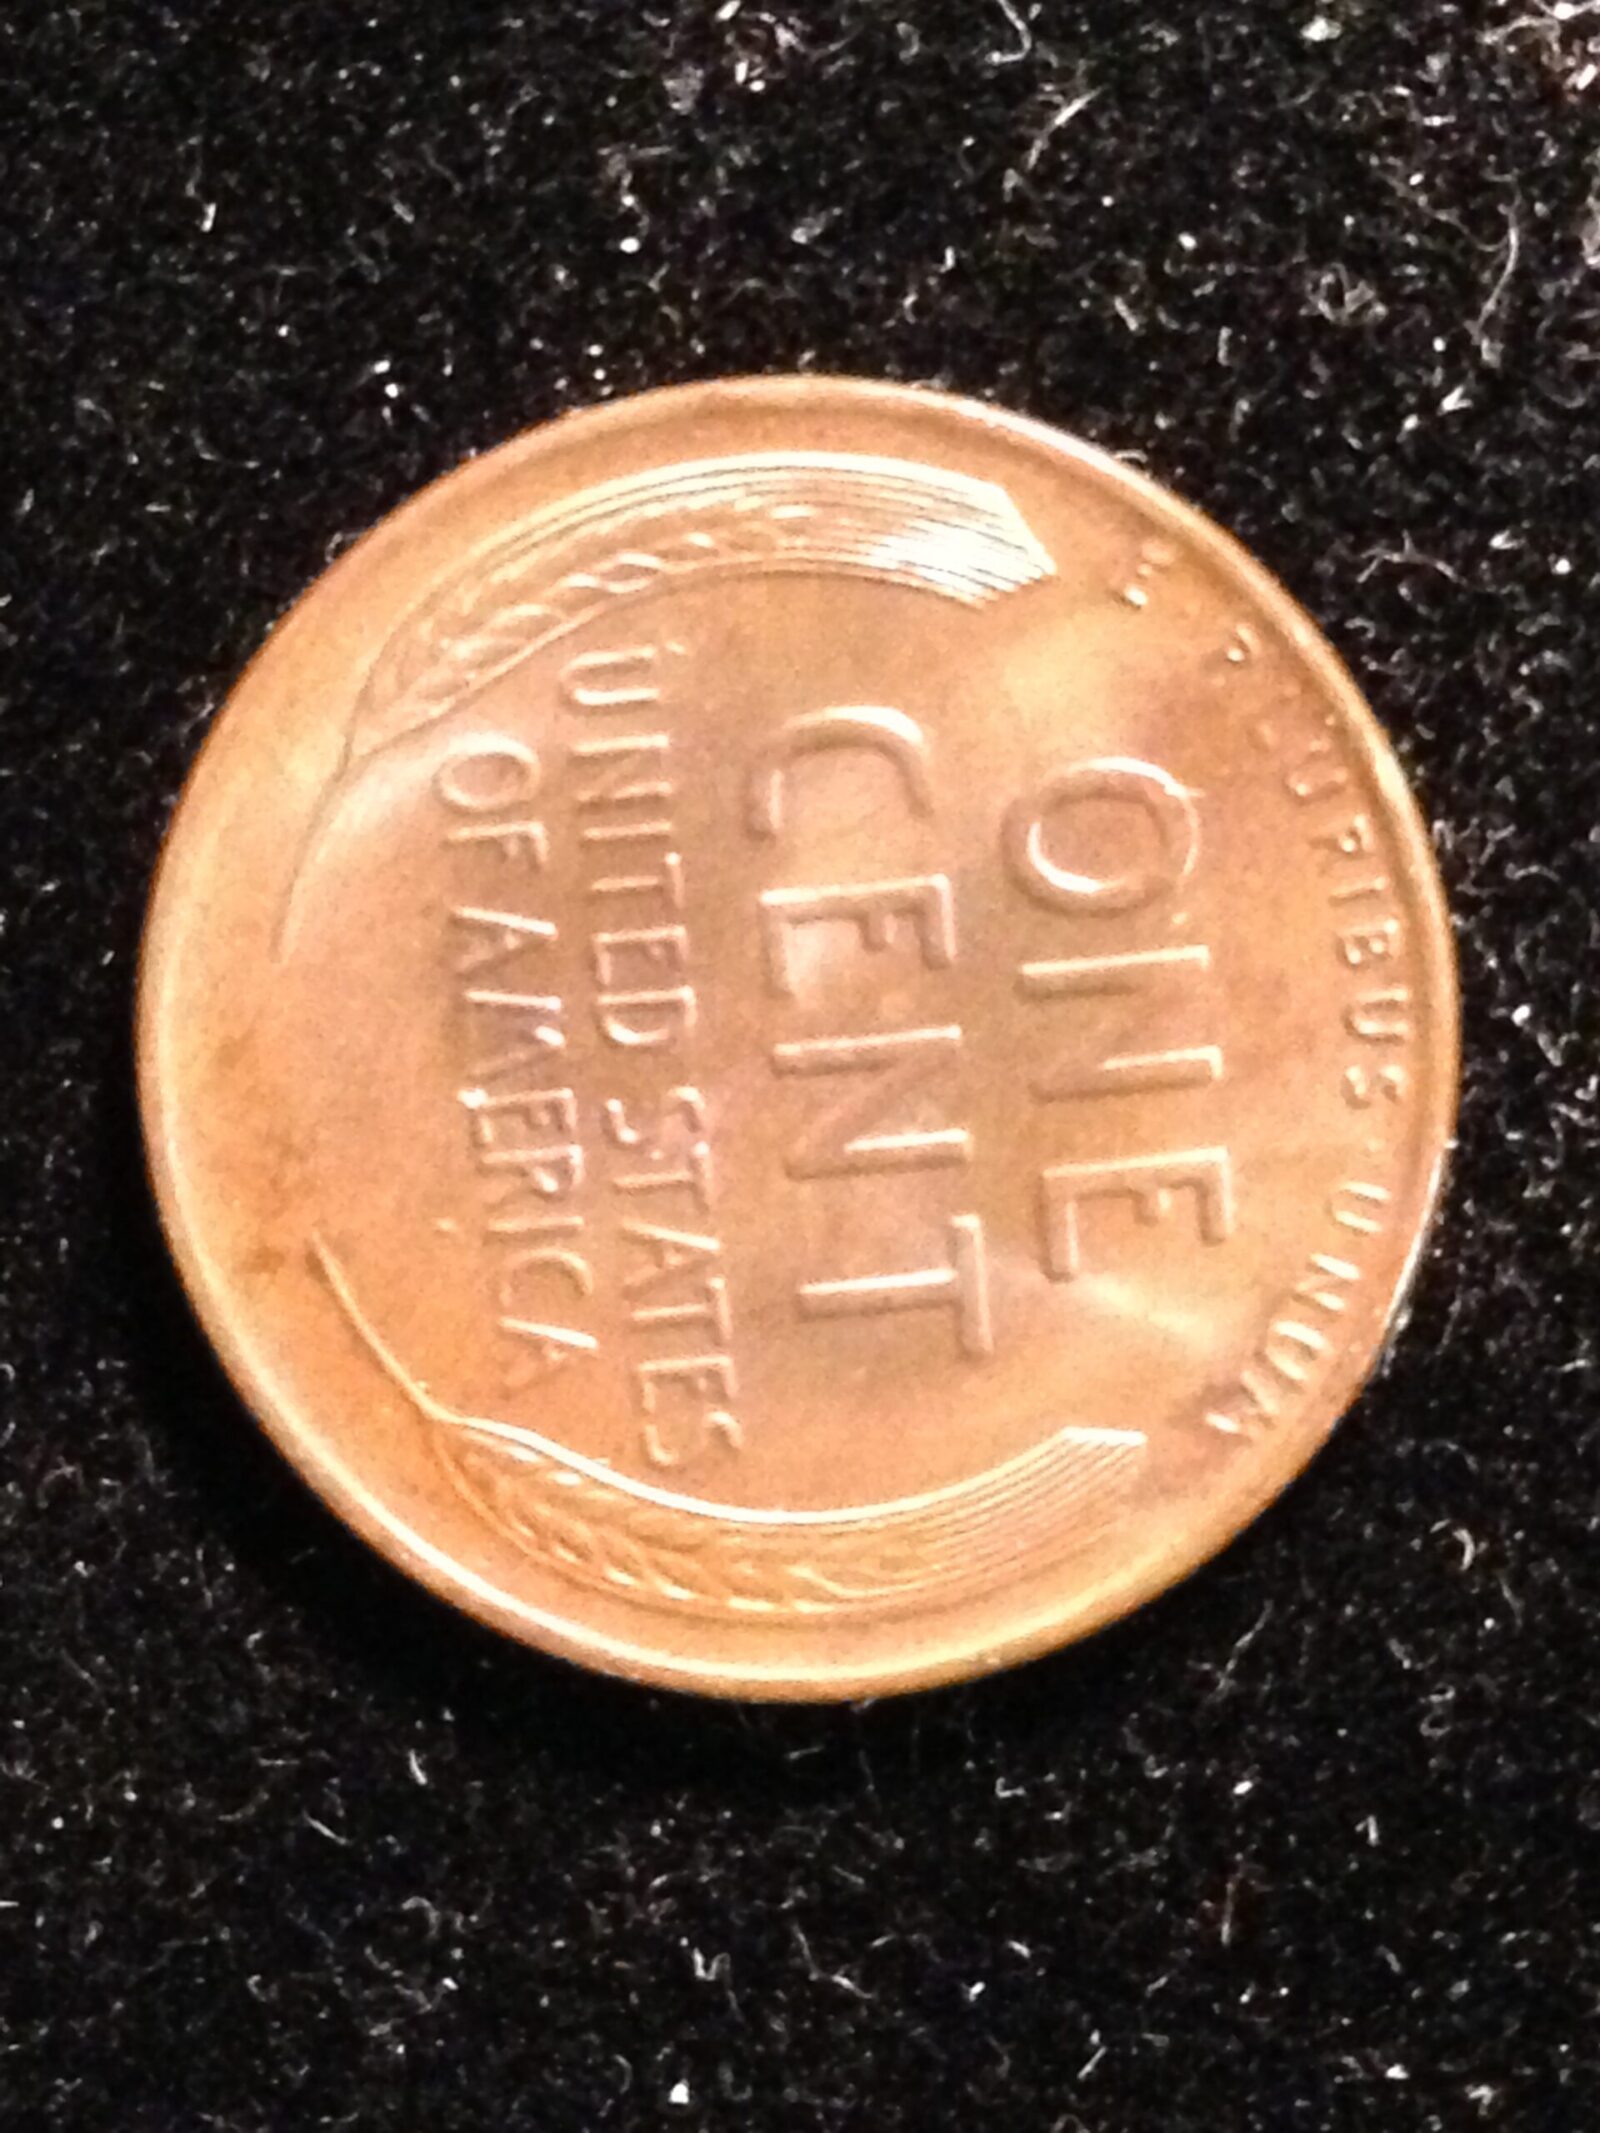 E · PLURIBUS · UNUM
ONE
CENT
UNITED STATES
OF AMERICA